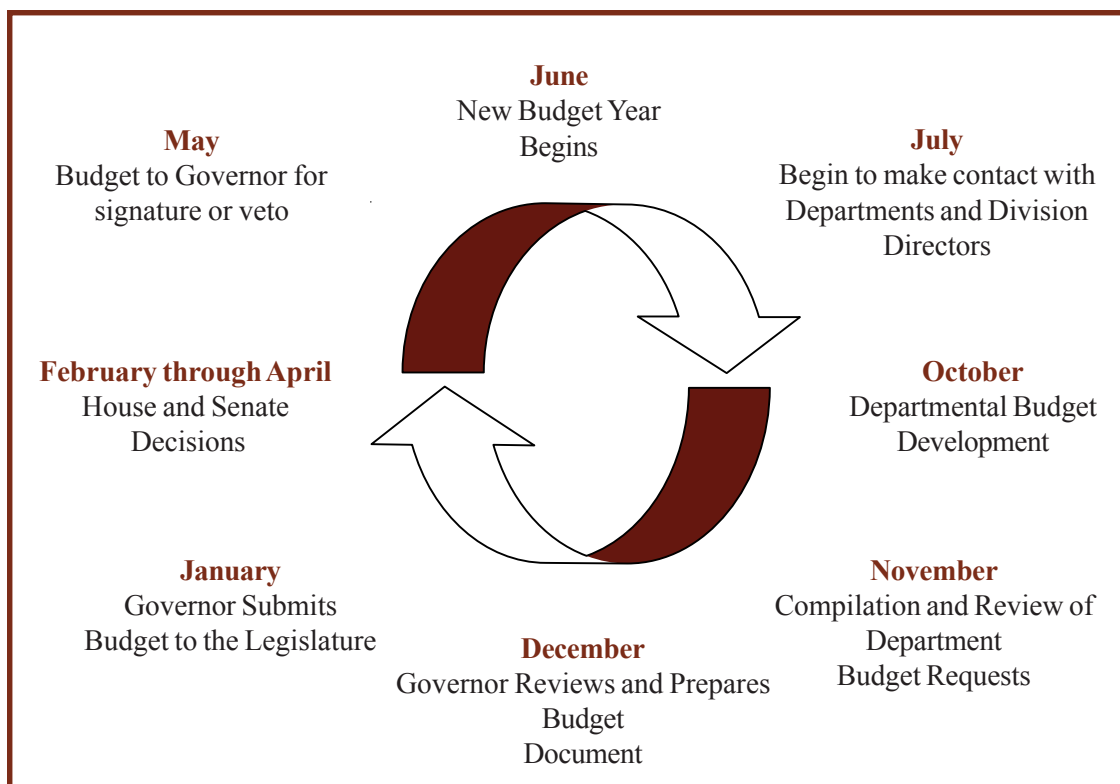 June
New Budget Year
Begins
July
Begin to make contact with
Departments and Division
Directors
October
Departmental Budget
Development
November
Compilation and Review of
Department
Budget Requests
December
Governor Reviews and Prepares
Budget
Document
January
Governor Submits
Budget to the Legislature
February through April
House and Senate
Decisions
May
Budget to Governor for
signature or veto